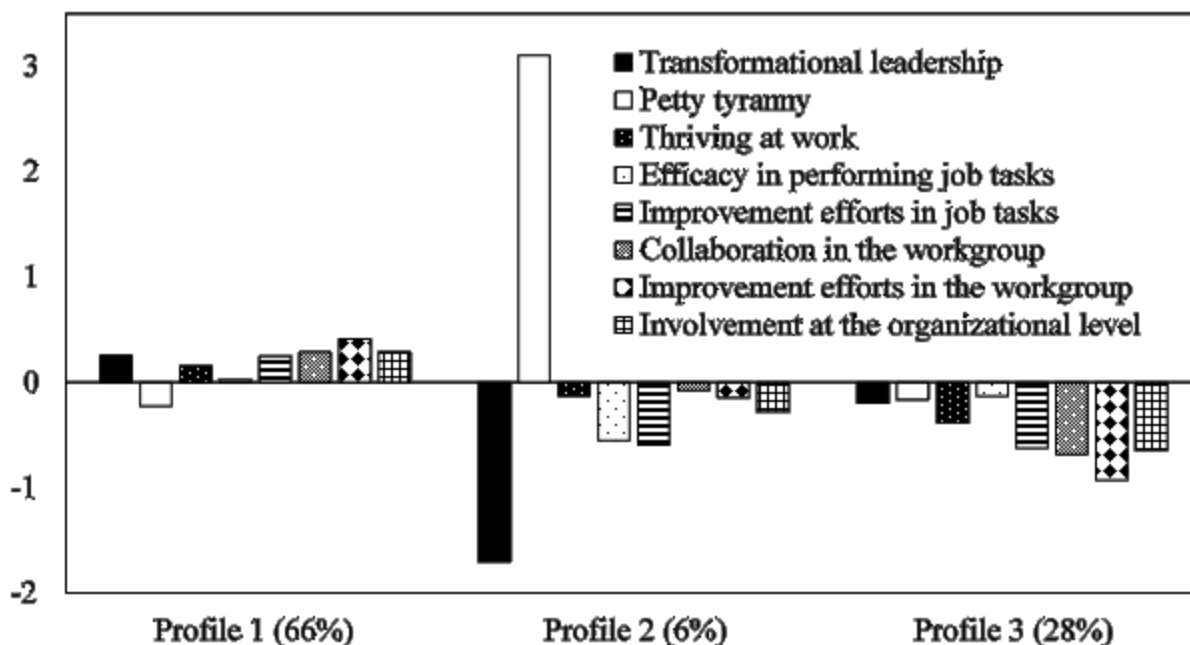 3
2
1
0
-1
-2
Transformational leadership
Petty tyranny
Thriving at work
Efficacy in performing job tasks
Improvement efforts in job tasks
Collaboration in the workgroup
Improvement efforts in the workgroup
Involvement at the organizational level
Profile 1 (66%)
Profile 2 (6%)
Profile 3 (28%)